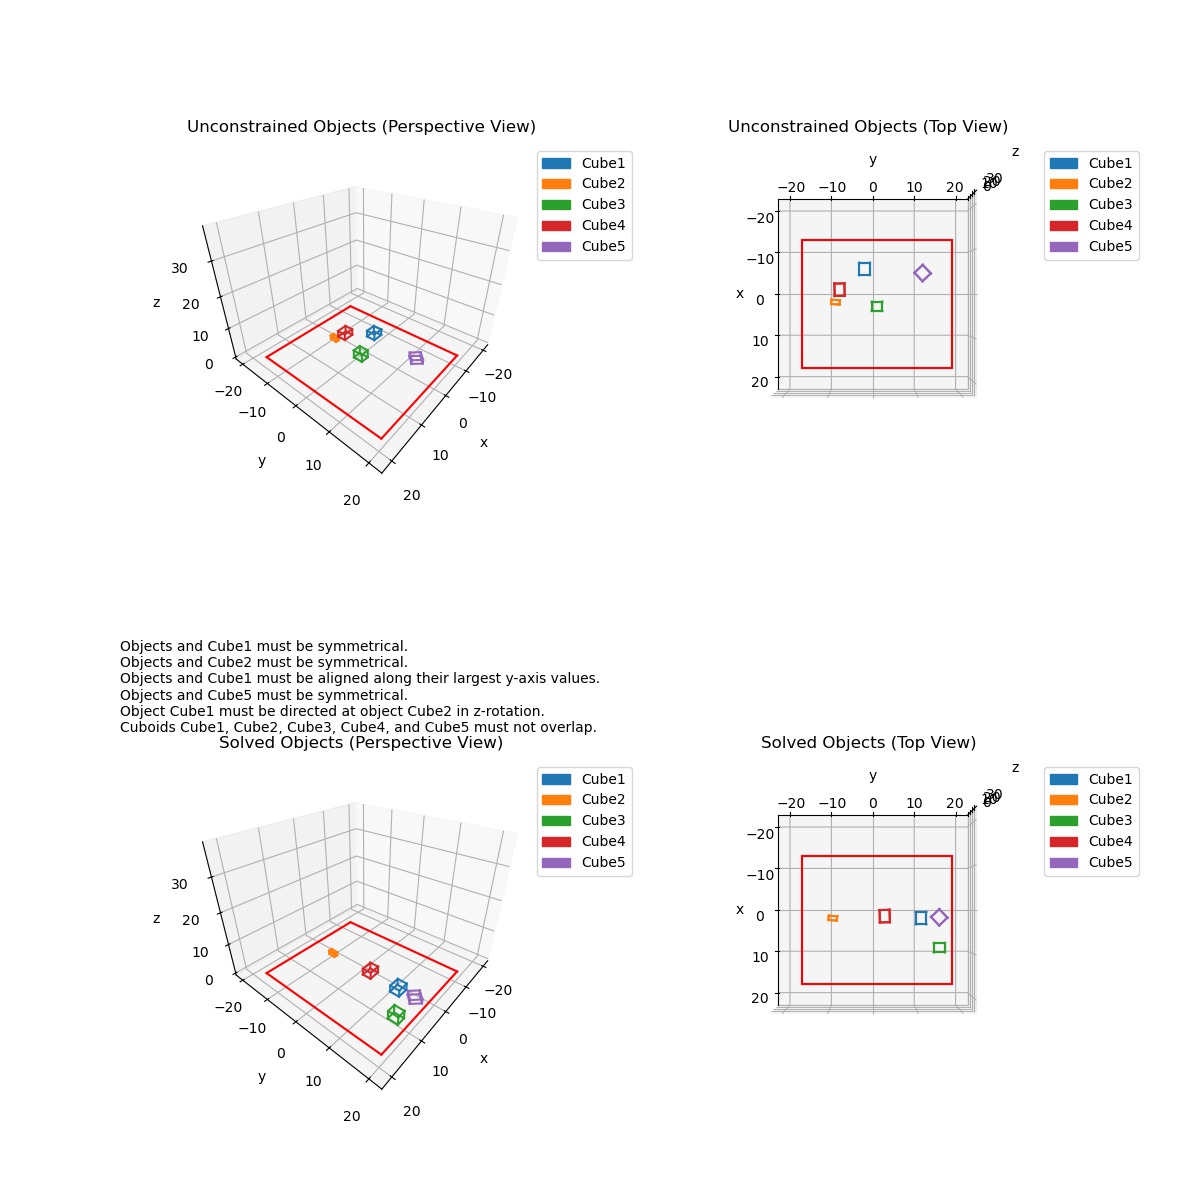 Unconstrained Objects (Perspective View)
Cube1
Cube2
Cube3
Cube4
Cube5
z
30
20
10
0
−20
−10
0
10
20
y
−20
−10
0
10
20
x
Unconstrained Objects (Top View)
y
z
−20 −10 0 10 20
30
x
−20
−10
0
10
20
Cube1
Cube2
Cube3
Cube4
Cube5
Objects and Cube1 must be symmetrical.
Objects and Cube2 must be symmetrical.
Objects and Cube1 must be aligned along their largest y-axis values.
Objects and Cube5 must be symmetrical.
Object Cube1 must be directed at object Cube2 in z-rotation.
Cuboids Cube1, Cube2, Cube3, Cube4, and Cube5 must not overlap.
Solved Objects (Perspective View)
Cube1
Cube2
Cube3
Cube4
Cube5
z
30
20
10
0
−20
−10
0
10
20
y
−20
−10
0
10
20
x
Solved Objects (Top View)
y
z
−20 −10 0 10 20
30
x
−20
−10
0
10
20
Cube1
Cube2
Cube3
Cube4
Cube5